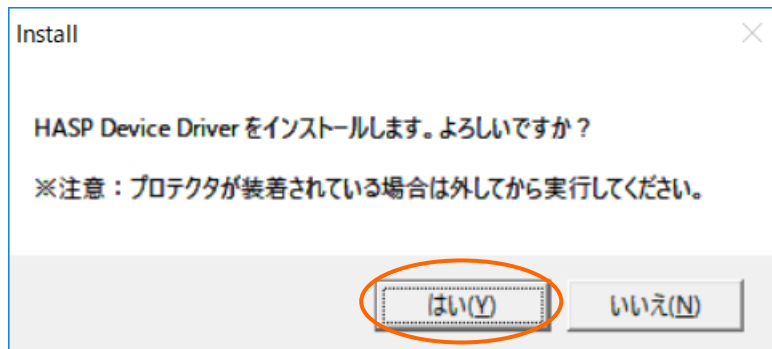 Install
HASP Device Driver をインストールします。よろしいですか？
※注意：プロテクタが装着されている場合は外してから実行してください。
はい(Y)
いいえ(N)